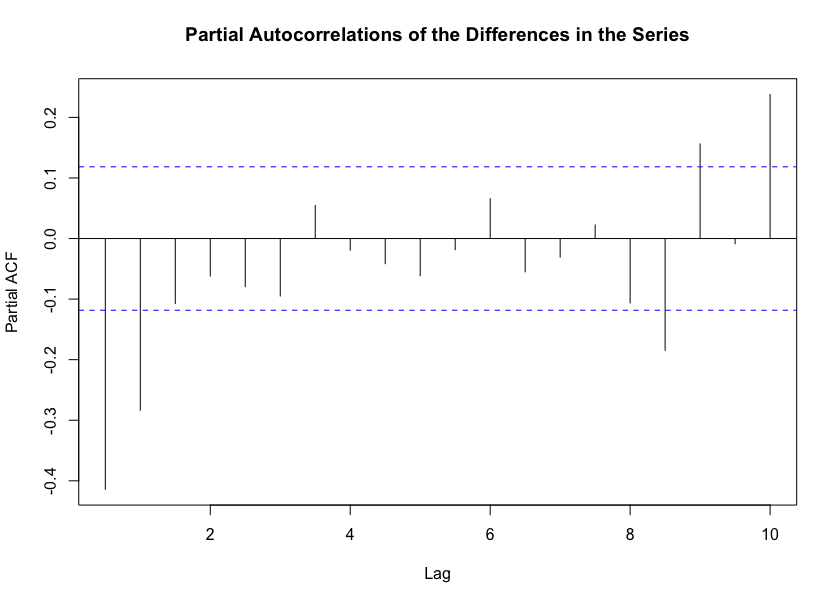 Partial Autocorrelations of the Differences in the Series
Partial ACF
0.2
0.1
0.0
-0.1
-0.2
-0.3
-0.4
2 4 6 8 10
Lag